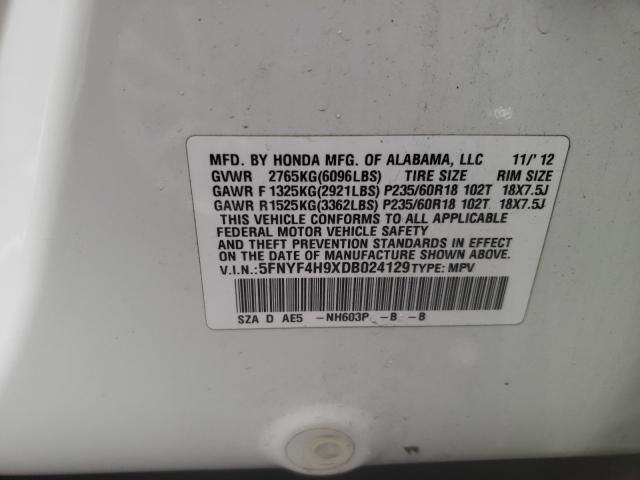 MFD. BY HONDA MFG. OF ALABAMA, LLC 11/'12
GVWR 2765KG(6096LBS) TIRE SIZE RIM SIZE
GAWR F 1325KG(2921LBS) P235/60R18 102T 18X7.5J
GAWR R 1525KG(3362LBS) P235/60R18 102T 18X7.5J
THIS VEHICLE CONFORMS TO ALL APPLICABLE
FEDERAL MOTOR VEHICLE SAFETY
AND THEFT PREVENTION STANDARDS IN EFFECT
ON THE DATE OF MANUFACTURE SHOWN ABOVE.
V.I.N.:5FNYF4H9XDB024129 TYPE: MPV
SZA D AE5 -NH603P -B -B